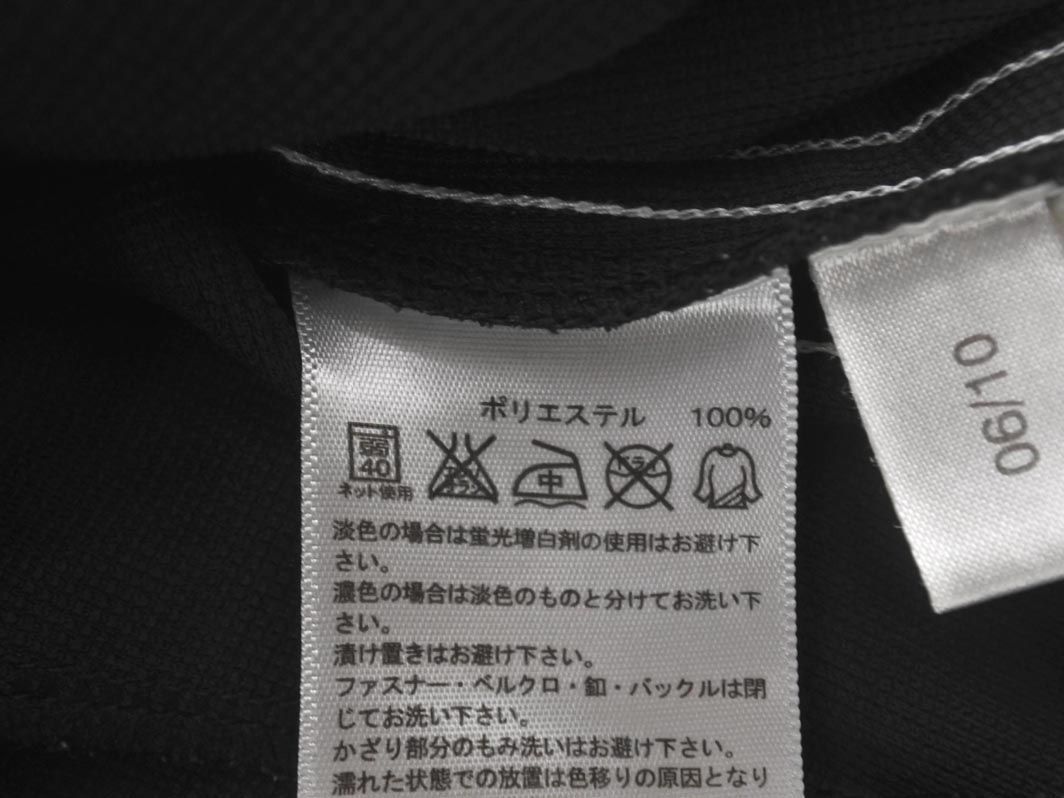 ポリエステル 100%
弱
40
ネット使用
エンソ
サラシ
中
ドライ
淡色の場合は蛍光増白剤の使用はお避け下
さい。
濃色の場合は淡色のものと分けてお洗い下
さい。
漬け置きはお避け下さい。
ファスナー・ベルクロ・釦・バックルは閉
じてお洗い下さい。
かざり部分のもみ洗いはお避け下さい。
濡れた状態での放置は色移りの原因となり
06/10